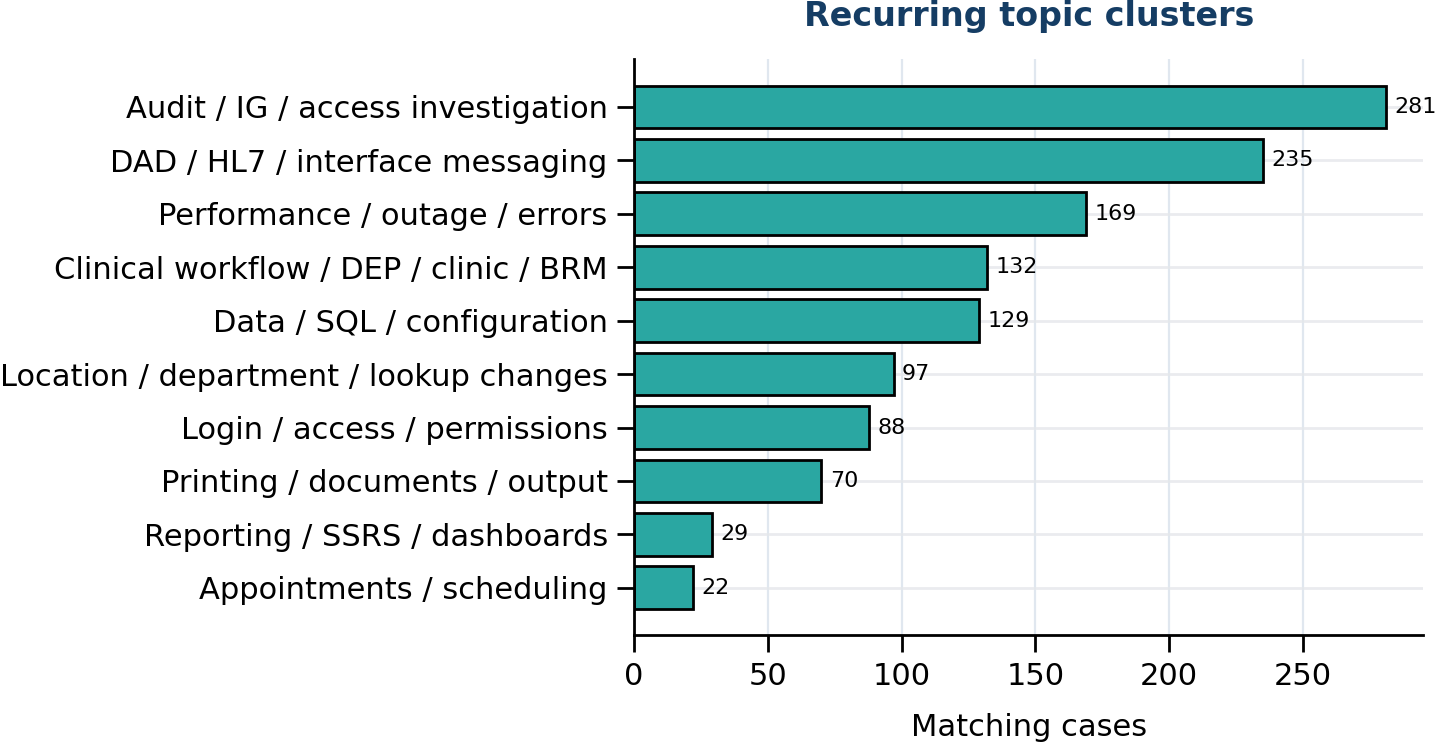 Recurring topic clusters
Audit / IG / access investigation 281
DAD / HL7 / interface messaging 235
Performance / outage / errors 169
Clinical workflow / DEP / clinic / BRM 132
Data / SQL / configuration 129
Location / department / lookup changes 97
Login / access / permissions 88
Printing / documents / output 70
Reporting / SSRS / dashboards 29
Appointments / scheduling 22
0 50 100 150 200 250
Matching cases